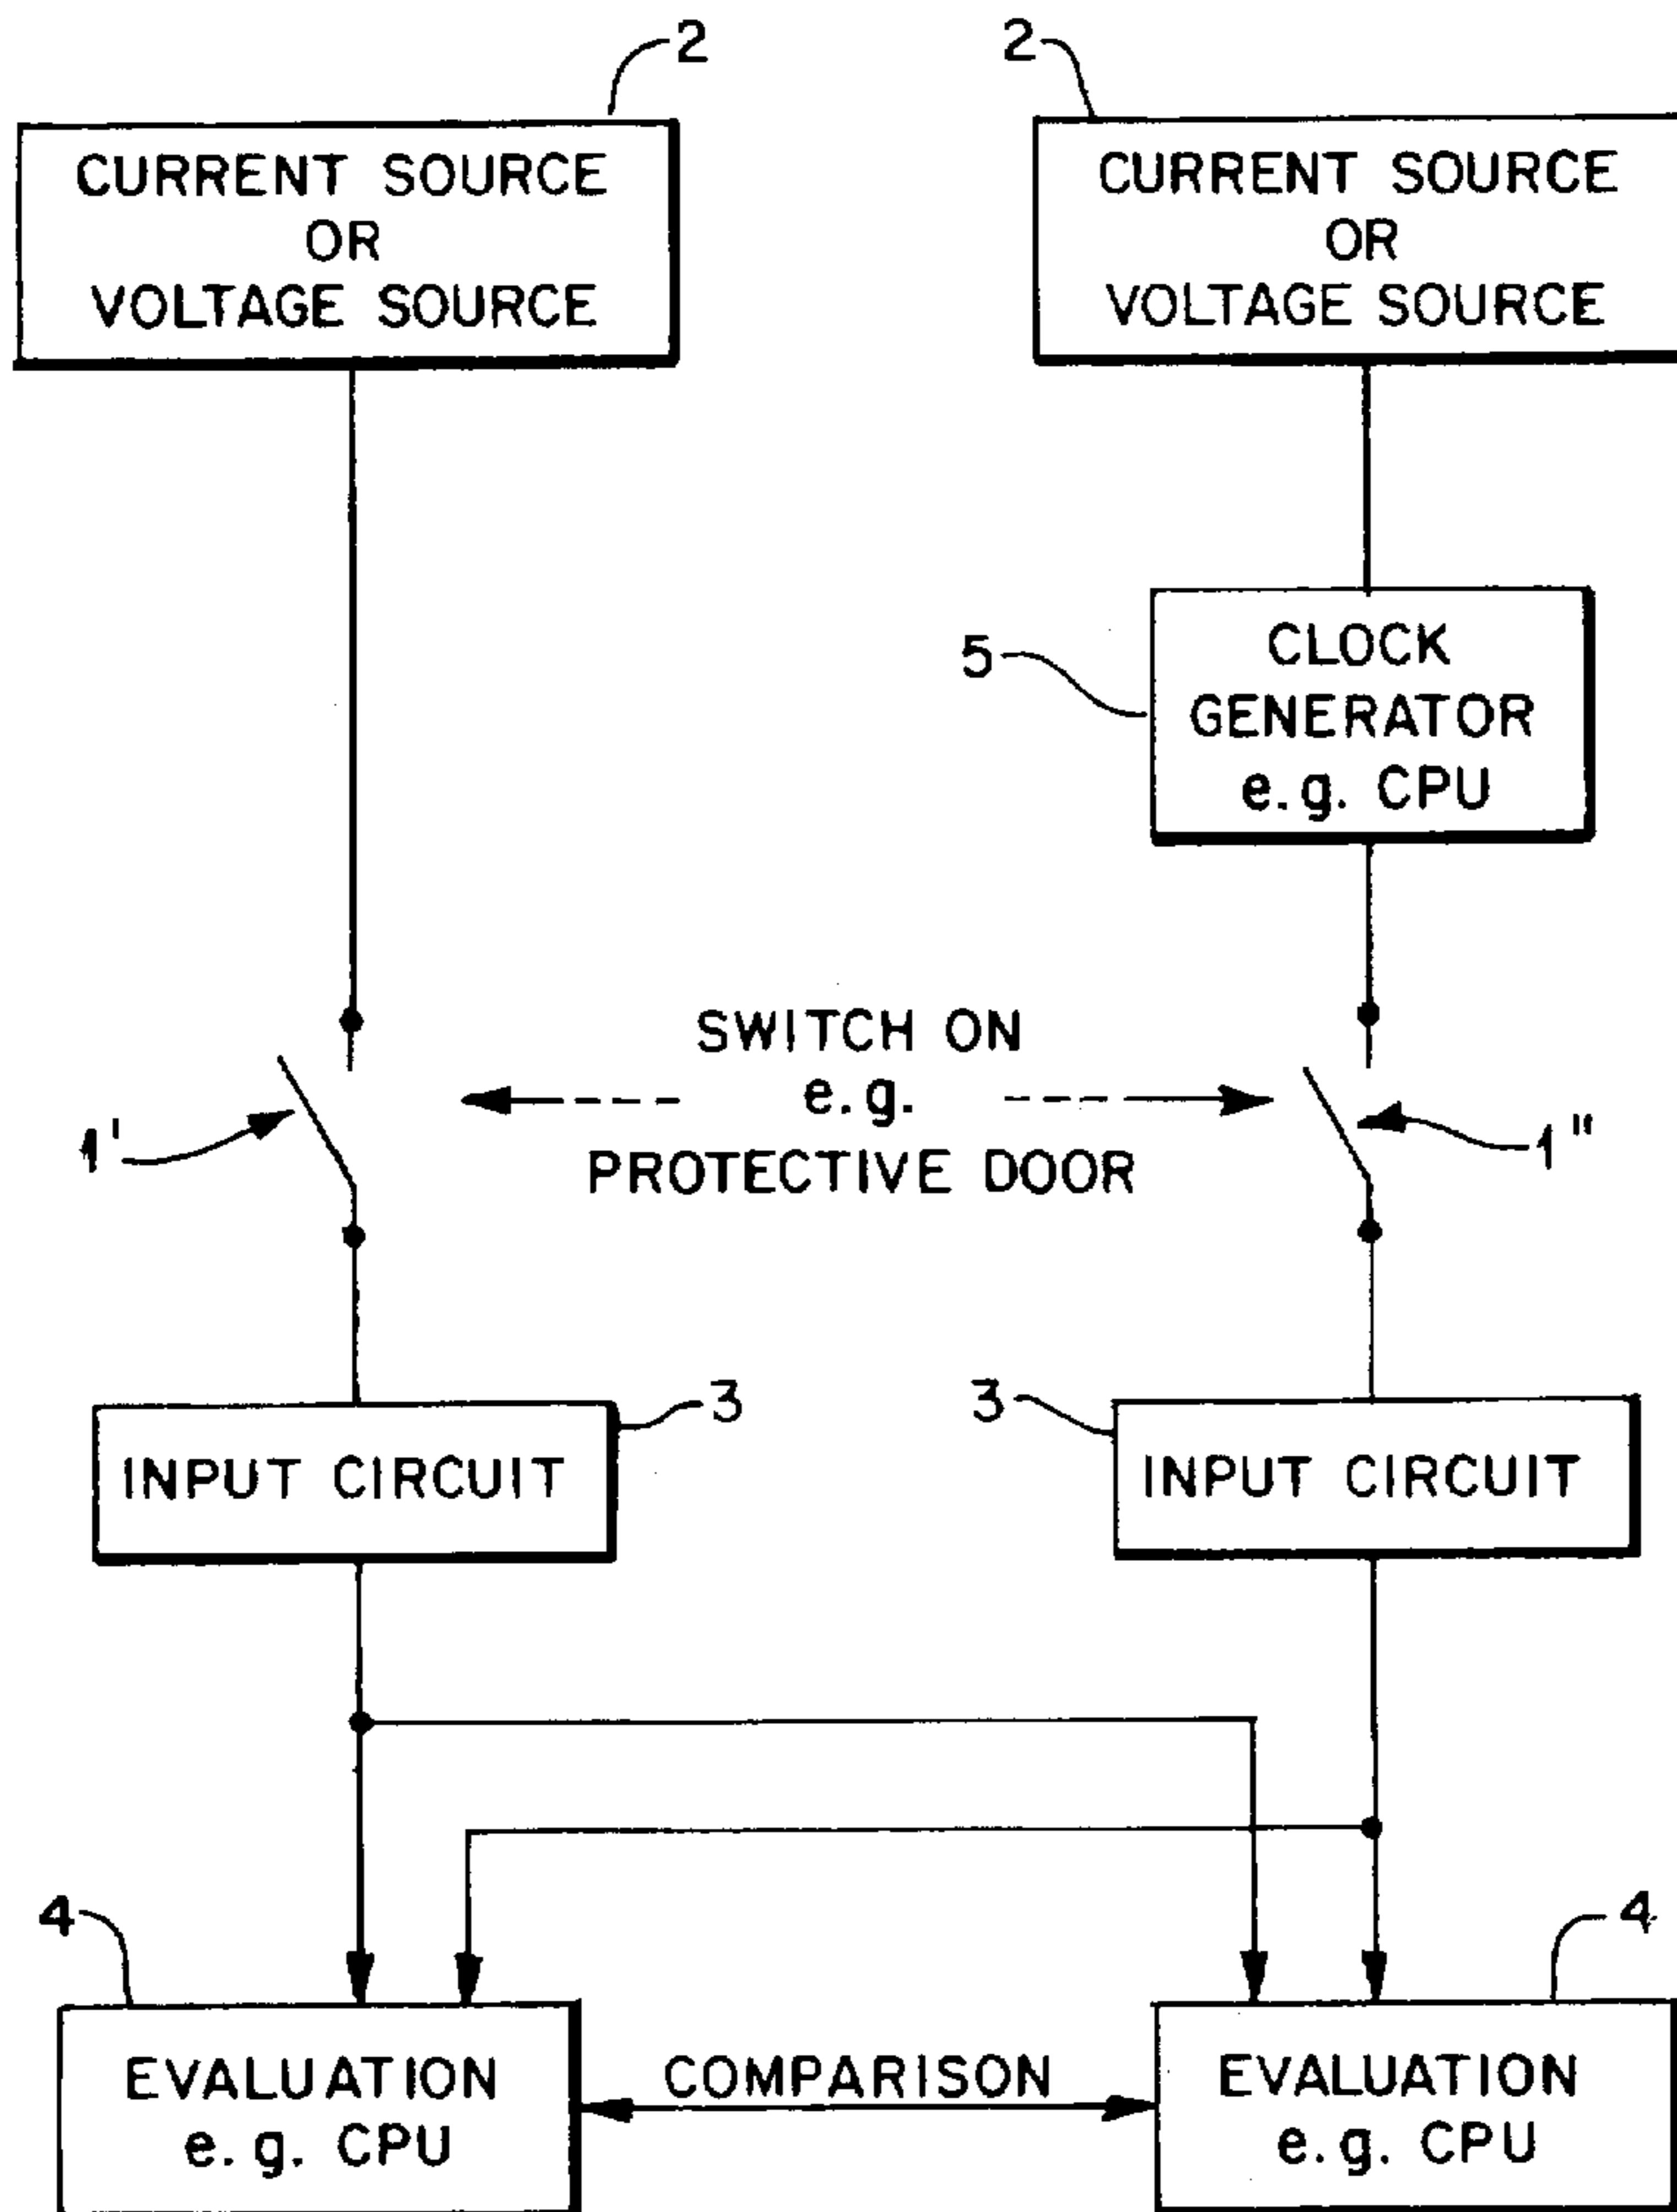 2
2
CURRENT SOURCE
OR
VOLTAGE SOURCE
CURRENT SOURCE
OR
VOLTAGE SOURCE
5
CLOCK
GENERATOR
e.g. CPU
SWITCH ON
e.g.
PROTECTIVE DOOR
1'
1"
3
3
INPUT CIRCUIT
INPUT CIRCUIT
4
4
EVALUATION
e.g. CPU
COMPARISON
EVALUATION
e.g. CPU